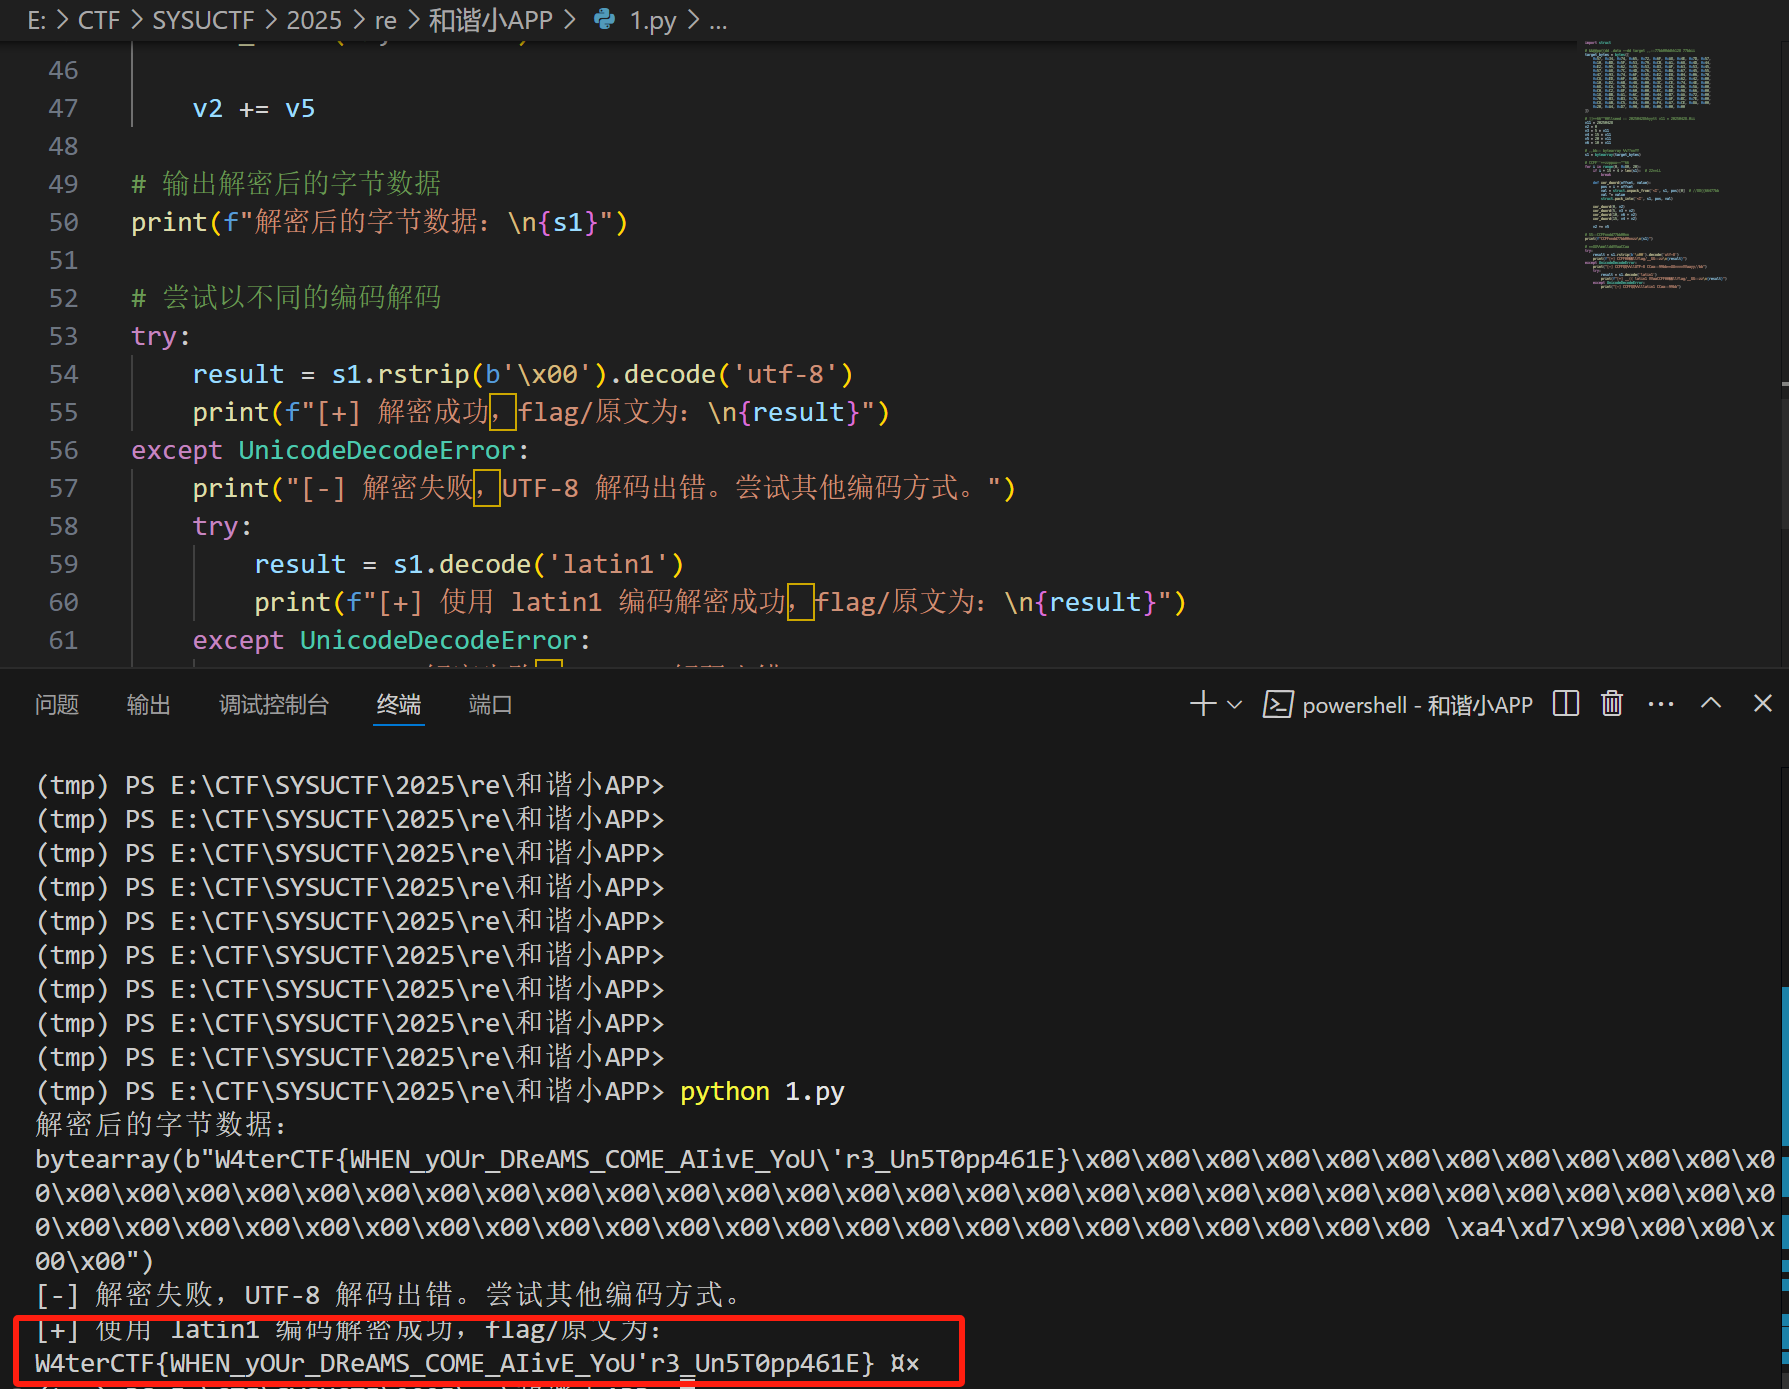 E: > CTF > SYSUCTF > 2025 > re > 和谐小APP > 1.py > ...
46
47 v2 += v5
48
49 # 输出解密后的字节数据
50 print(f"解密后的字节数据：\n{s1}")
51
52 # 尝试以不同的编码解码
53 try:
54 result = s1.rstrip(b'\x00').decode('utf-8')
55 print(f"[+] 解密成功，flag/原文为：\n{result}")
56 except UnicodeDecodeError:
57 print("[-] 解密失败，UTF-8 解码出错。尝试其他编码方式。")
58 try:
59 result = s1.decode('latin1')
60 print(f"[+] 使用 latin1 编码解密成功，flag/原文为：\n{result}")
61 except UnicodeDecodeError:
问题 输出 调试控制台 终端 端口 powershell - 和谐小APP
(tmp) PS E:\CTF\SYSUCTF\2025\re\和谐小APP>
(tmp) PS E:\CTF\SYSUCTF\2025\re\和谐小APP>
(tmp) PS E:\CTF\SYSUCTF\2025\re\和谐小APP>
(tmp) PS E:\CTF\SYSUCTF\2025\re\和谐小APP>
(tmp) PS E:\CTF\SYSUCTF\2025\re\和谐小APP>
(tmp) PS E:\CTF\SYSUCTF\2025\re\和谐小APP>
(tmp) PS E:\CTF\SYSUCTF\2025\re\和谐小APP>
(tmp) PS E:\CTF\SYSUCTF\2025\re\和谐小APP>
(tmp) PS E:\CTF\SYSUCTF\2025\re\和谐小APP>
(tmp) PS E:\CTF\SYSUCTF\2025\re\和谐小APP> python 1.py
解密后的字节数据：
bytearray(b"W4terCTF{WHEN_yOUr_DReAMS_COME_AIivE_YoU\'r3_Un5T0pp461E}\x00\x00\x00\x00\x00\x00\x00\x00\x00\x00\x00\x0
0\x00\x00\x00\x00\x00\x00\x00\x00\x00\x00\x00\x00\x00\x00\x00\x00\x00\x00\x00\x00\x00\x00\x00\x00\x00\x00\x00\x00\x0
0\x00\x00\x00\x00\x00\x00\x00\x00\x00\x00\x00\x00\x00\x00\x00\x00\x00\x00\x00\x00\x00\x00\x00 \xa4\xd7\x90\x00\x00\x
00\x00")
[-] 解密失败，UTF-8 解码出错。尝试其他编码方式。
[+] 使用 latin1 编码解密成功，flag/原文为：
W4terCTF{WHEN_yOUr_DReAMS_COME_AIivE_YoU'r3_Un5T0pp461E} ¤×